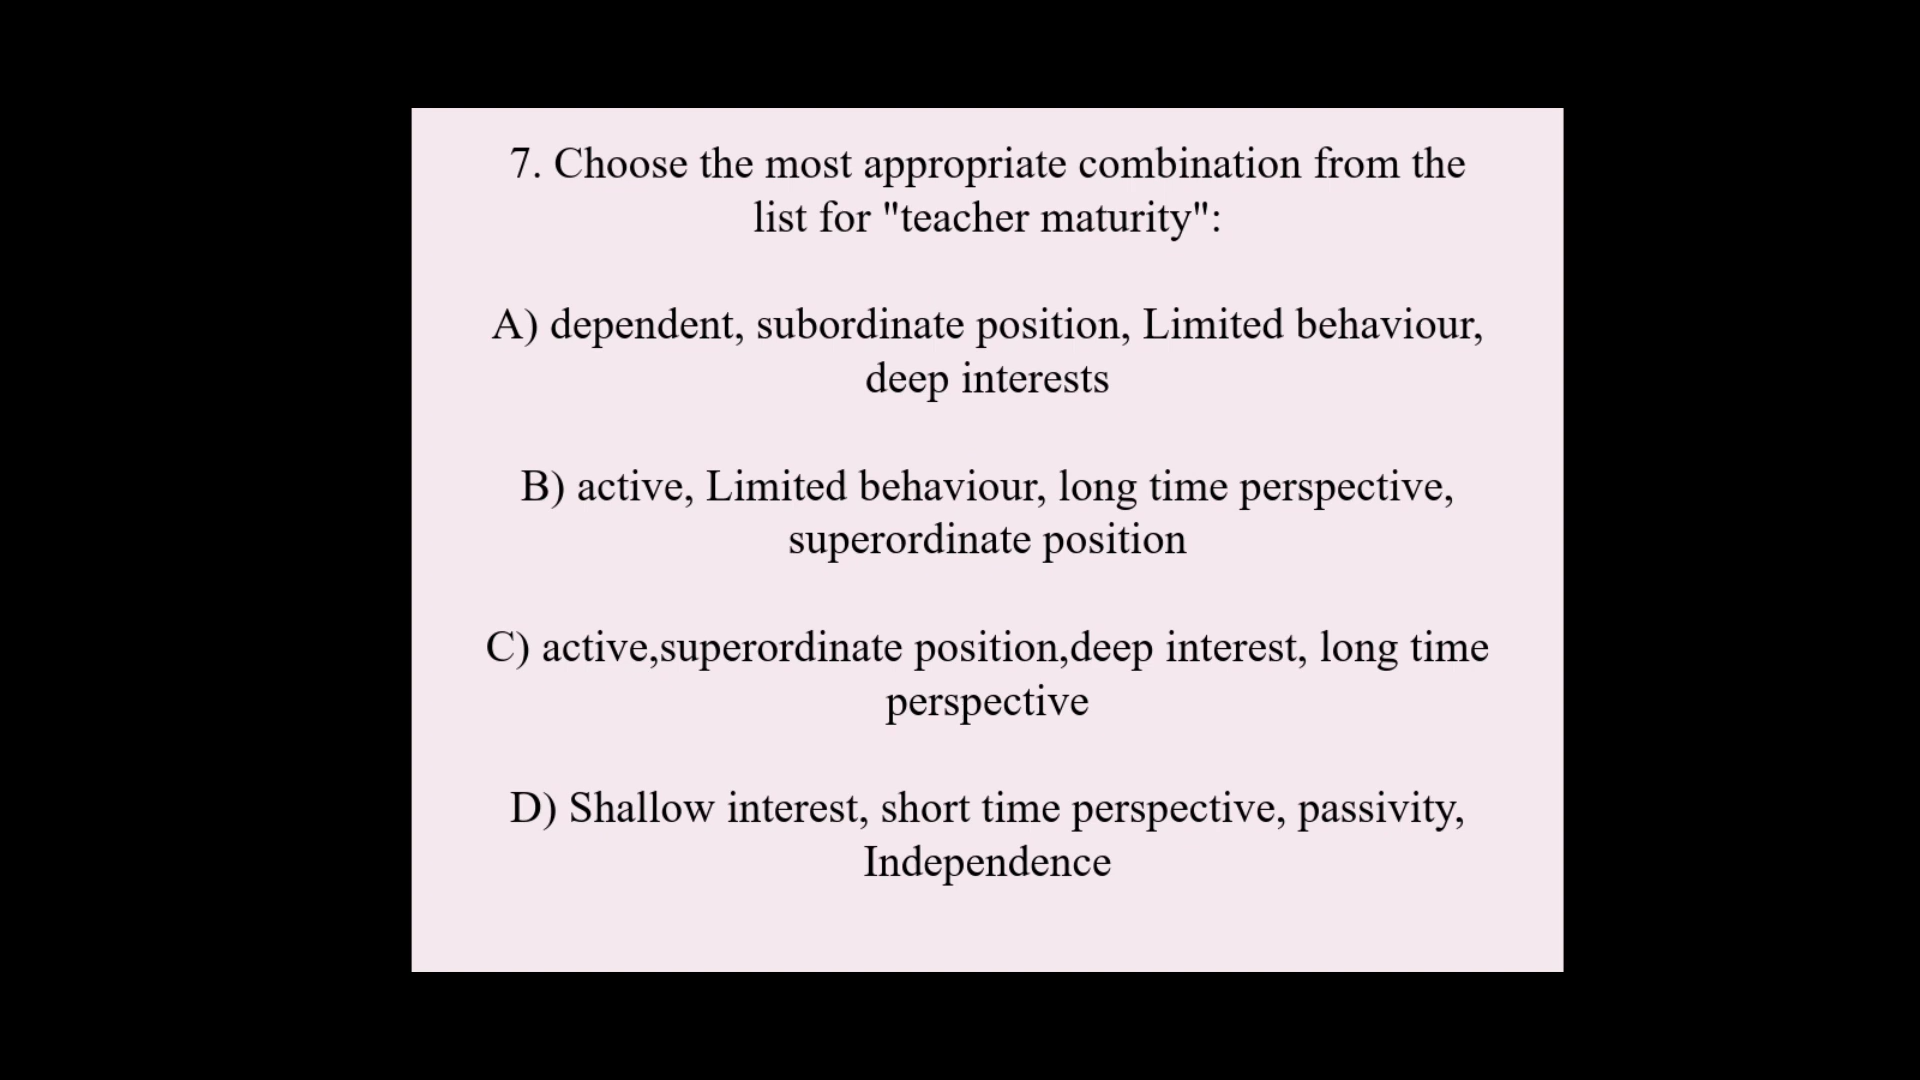 7. Choose the most appropriate combination from the
list for "teacher maturity":
A) dependent, subordinate position, Limited behaviour,
deep interests
B) active, Limited behaviour, long time perspective,
superordinate position
C) active,superordinate position,deep interest, long time
perspective
D) Shallow interest, short time perspective, passivity,
Independence